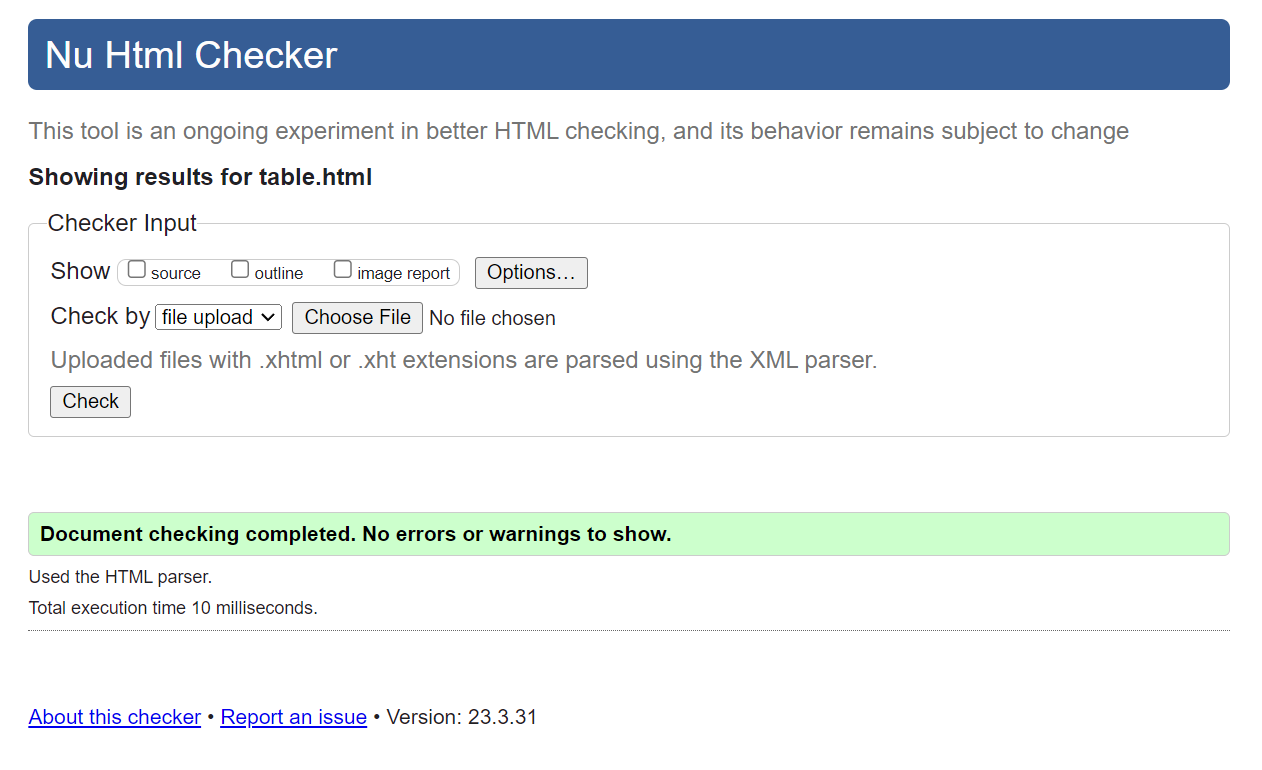 Nu Html Checker
This tool is an ongoing experiment in better HTML checking, and its behavior remains subject to change
Showing results for table.html
Checker Input
Show source outline image report Options…
Check by file upload Choose File No file chosen
Uploaded files with .xhtml or .xht extensions are parsed using the XML parser.
Check
Document checking completed. No errors or warnings to show.
Used the HTML parser.
Total execution time 10 milliseconds.
About this checker • Report an issue • Version: 23.3.31